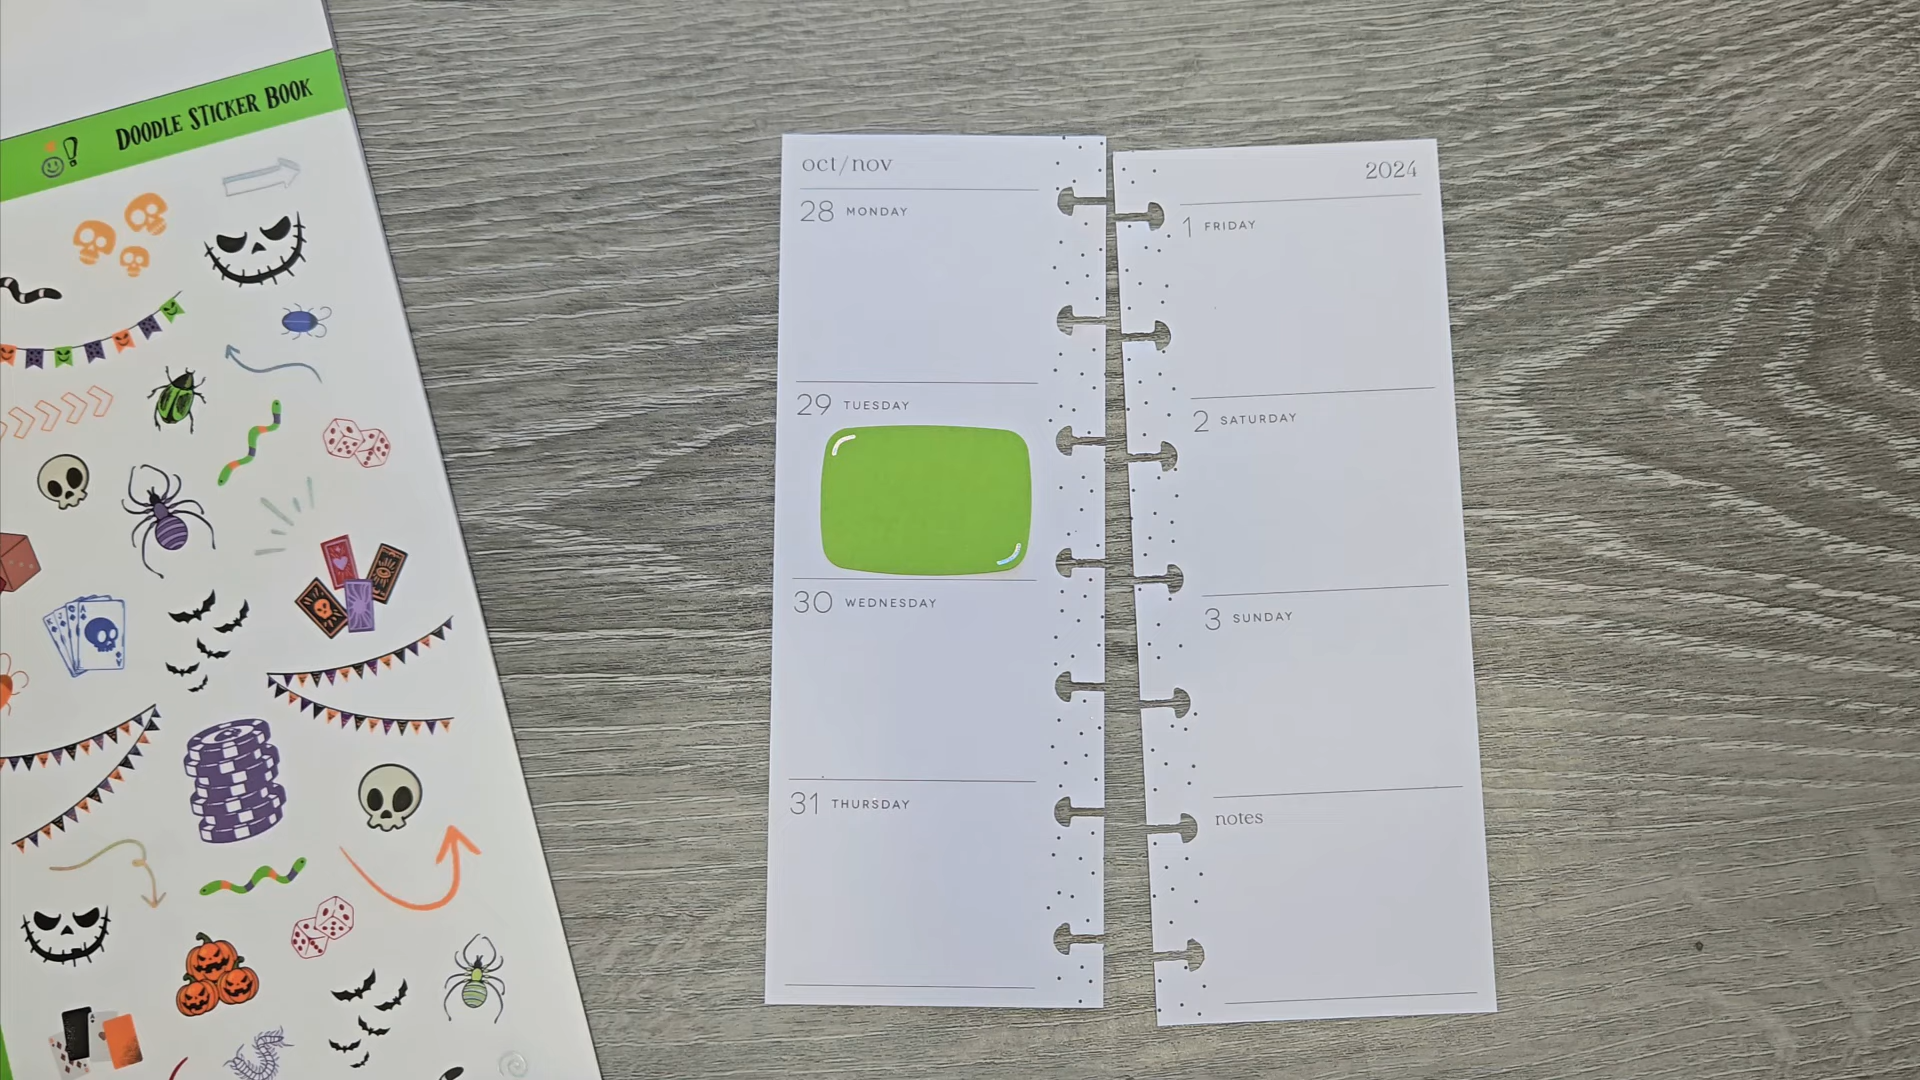 DOODLE STICKER BOOK
oct/nov
28 MONDAY
29 TUESDAY
30 WEDNESDAY
31 THURSDAY
2024
1 FRIDAY
2 SATURDAY
3 SUNDAY
notes